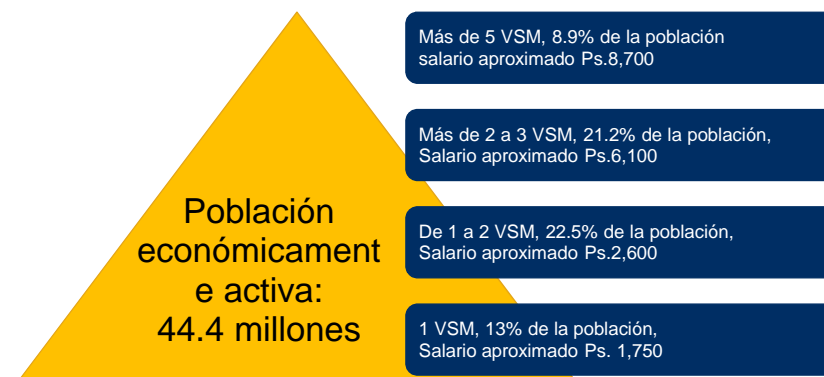 Más de 5 VSM, 8.9% de la población
salario aproximado Ps.8,700
Más de 2 a 3 VSM, 21.2% de la población,
Salario aproximado Ps.6,100
Población
económicament
e activa:
44.4 millones
De 1 a 2 VSM, 22.5% de la población,
Salario aproximado Ps.2,600
1 VSM, 13% de la población,
Salario aproximado Ps. 1,750